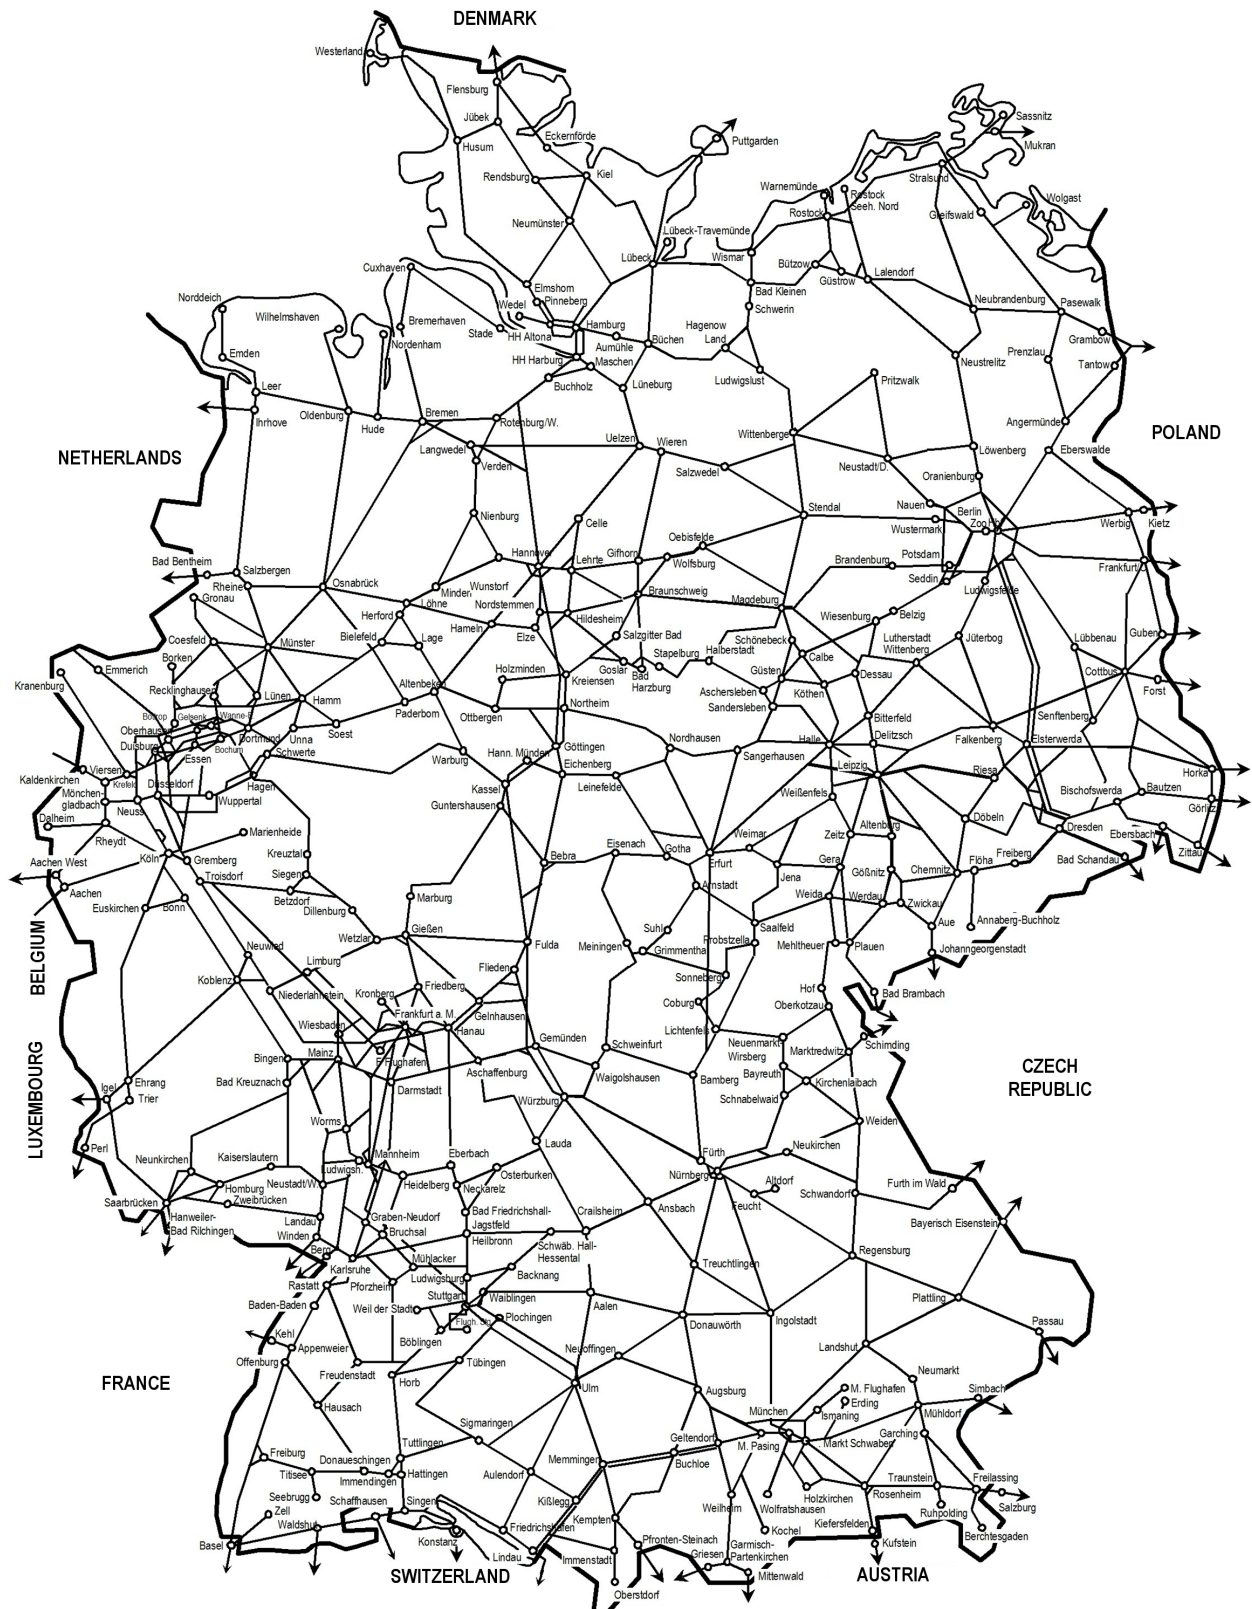 DENMARK
Westerland
Flensburg
Jübek
Husum
Eckernförde
Puttgarden
Sassnitz
Mukran
Rendsburg
Kiel
Stralsund
Warnemünde
Rostock
Seeh. Nord
Rostock
Greifswald
Wolgast
Neumünster
Lübeck-Travemünde
Lübeck
Wismar
Bützow
Güstrow
Lalendorf
Cuxhaven
Elmshorn
Pinneberg
Wedel
Bad Kleinen
Schwerin
Neubrandenburg
Pasewalk
Norddeich
Wilhelmshaven
Bremerhaven
Nordenham
Stade
HH Altona
Hamburg
Aumühle
Büchen
Hagenow
Land
Grambow
HH Harburg
Maschen
Prenzlau
Tantow
Emden
Neustrelitz
Buchholz
Lüneburg
Ludwigslust
Pritzwalk
Leer
Ihrhove
Oldenburg
Hude
Bremen
Rotenburg/W.
Angermünde
POLAND
NETHERLANDS
Langwedel
Verden
Uelzen
Wieren
Wittenberge
Salzwedel
Neustadt/D.
Löwenberg
Eberswalde
Oranienburg
Nauen
Berlin
Zoo Hbf
Wustermark
Werbig
Kietz
Nienburg
Celle
Stendal
Hannover
Lehrte
Gifhorn
Oebisfelde
Wolfsburg
Brandenburg
Potsdam
Seddin
Ludwigsfelde
Frankfurt/O.
Bad Bentheim
Salzbergen
Rheine
Gronau
Osnabrück
Löhne
Minden
Wunstorf
Nordstemmen
Braunschweig
Magdeburg
Wiesenburg
Belzig
Herford
Hameln
Elze
Hildesheim
Coesfeld
Münster
Bielefeld
Lage
Salzgitter Bad
Stapelburg
Halberstadt
Schönebeck
Calbe
Lutherstadt
Wittenberg
Jüterbog
Lübbenau
Guben
Borken
Emmerich
Kranenburg
Recklinghausen
Lünen
Hamm
Altenbeken
Holzminden
Kreiensen
Goslar
Bad
Harzburg
Güsten
Köthen
Dessau
Cottbus
Forst
Aschersleben
Sandersleben
Bottrop
Gelsenk.
Wanne-E.
Oberhausen
Duisburg
Dortmund
Bochum
Essen
Unna
Schwerte
Soest
Paderborn
Ottbergen
Northeim
Bitterfeld
Delitzsch
Halle
Senftenberg
Falkenberg
Elsterwerda
Viersen
Kaldenkirchen
Krefeld
Düsseldorf
Hagen
Wuppertal
Warburg
Hann. Münden
Göttingen
Eichenberg
Nordhausen
Sangerhausen
Leinefelde
Leipzig
Riesa
Horka
Görlitz
Mönchen-
gladbach
Neuss
Dalheim
Rheydt
Kassel
Guntershausen
Weißenfels
Bischofswerda
Bautzen
Marienheide
Weimar
Zeitz
Altenburg
Döbeln
Dresden
Ebersbach
Zittau
Köln
Gremberg
Kreuztal
Bebra
Eisenach
Gotha
Erfurt
Jena
Gera
Gößnitz
Chemnitz
Flöha
Freiberg
Bad Schandau
Aachen West
Aachen
Troisdorf
Siegen
Betzdorf
Dillenburg
Marburg
Arnstadt
Weida
Werdau
Zwickau
Euskirchen
Bonn
Annaberg-Buchholz
BELGIUM
Wetzlar
Gießen
Fulda
Meiningen
Suhl
Grimmenthal
Probstzella
Saalfeld
Mehltheuer
Plauen
Aue
Johanngeorgenstadt
Neuwied
Koblenz
Limburg
Niederlahnstein
Flieden
Sonneberg
Coburg
Hof
Oberkotzau
Bad Brambach
Kronberg
Friedberg
Gelnhausen
Frankfurt a. M.
Wiesbaden
Hanau
Lichtenfels
Schirnding
LUXEMBOURG
Bingen
Mainz
F Flughafen
Gemünden
Schweinfurt
Neuenmarkt-
Wirsberg
Marktredwitz
CZECH
REPUBLIC
Igel
Ehrang
Trier
Bad Kreuznach
Darmstadt
Aschaffenburg
Waigolshausen
Bamberg
Bayreuth
Kirchenlaibach
Schnabelwaid
Würzburg
Weiden
Perl
Worms
Lauda
Neunkirchen
Kaiserslautern
Ludwigsh.
Mannheim
Eberbach
Fürth
Neukirchen
Homburg
Zweibrücken
Neustadt/W.
Heidelberg
Neckarelz
Osterburken
Nürnberg
Altdorf
Feucht
Schwandorf
Furth im Wald
Saarbrücken
Hanweiler-
Bad Rilchingen
Landau
Winden
Berg
Graben-Neudorf
Bruchsal
Bad Friedrichshall-
Jagstfeld
Heilbronn
Crailsheim
Ansbach
Bayerisch Eisenstein
Schwäb. Hall-
Hessental
Regensburg
Karlsruhe
Mühlacker
Ludwigsburg
Backnang
Treuchtlingen
Rastatt
Pforzheim
Stuttgart
Waiblingen
Plattling
Baden-Baden
Weil der Stadt
Flugh. Stg.
Plochingen
Aalen
Donauwörth
Ingolstadt
Passau
Kehl
Appenweier
Offenburg
Böblingen
Neuoffingen
Landshut
FRANCE
Freudenstadt
Horb
Tübingen
Ulm
Augsburg
Neumarkt
Simbach
Hausach
M. Flughafen
Erding
Ismaning
München
Mühldorf
Sigmaringen
Geltendorf
M. Pasing
Markt Schwaben
Garching
Freiburg
Donaueschingen
Tuttlingen
Memmingen
Buchloe
Titisee
Immendingen
Hattingen
Aulendorf
Traunstein
Freilassing
Seebrugg
Schaffhausen
Singen
Kißlegg
Weilheim
Wolfratshausen
Holzkirchen
Rosenheim
Salzburg
Zell
Waldshut
Kempten
Kochel
Kiefersfelden
Ruhpolding
Berchtesgaden
Basel
Konstanz
Friedrichshafen
Pfronten-Steinach
Kufstein
Lindau
Immenstadt
Griesen
Garmisch-
Partenkirchen
SWITZERLAND
Oberstdorf
Mittenwald
AUSTRIA